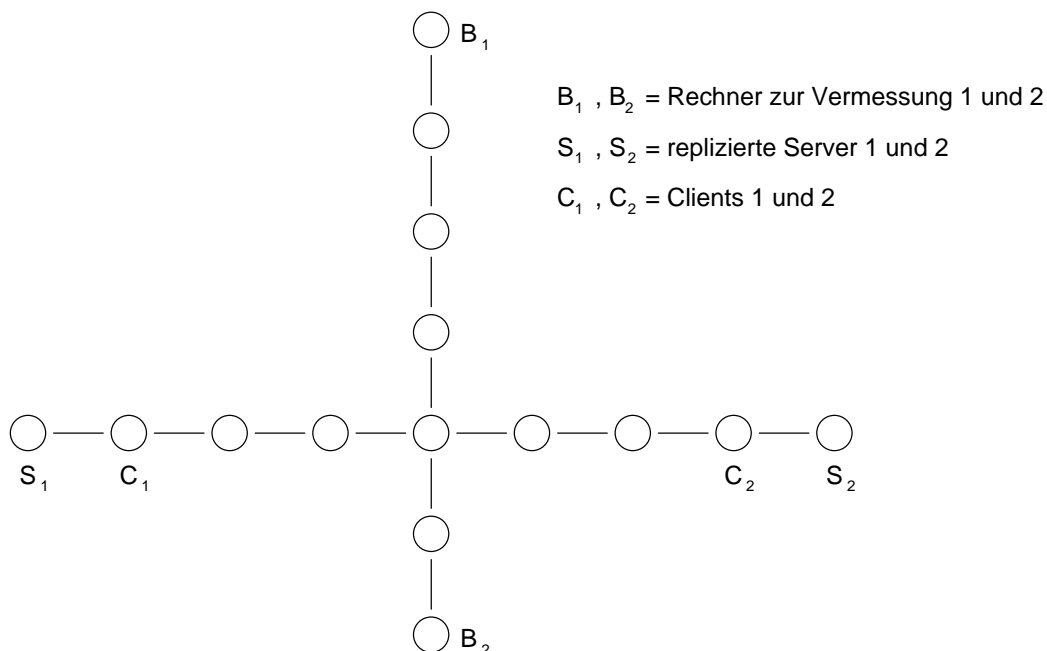 B₁
B₁ , B₂ = Rechner zur Vermessung 1 und 2
S₁ , S₂ = replizierte Server 1 und 2
C₁ , C₂ = Clients 1 und 2
S₁ C₁ C₂ S₂
B₂